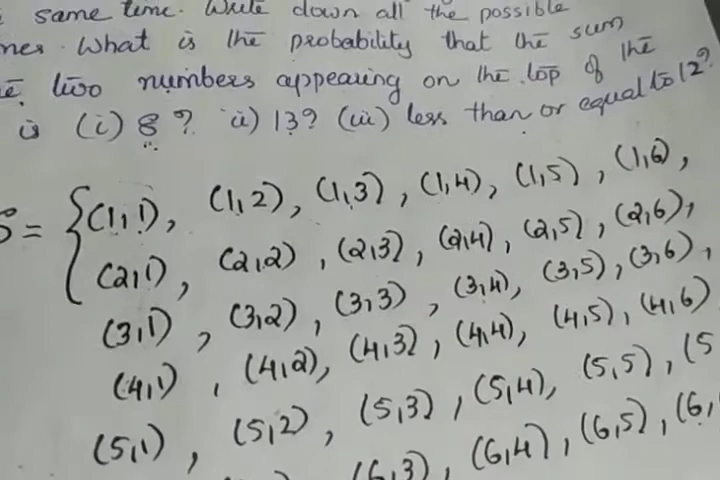 same time. Write down all the possible
What is the probability that the sum
two numbers appearing on the top of the
is (i) 8? ii) 13? (iii) less than or equal to 12?
S = {(1,1), (1,2), (1,3), (1,4), (1,5), (1,6),
(2,1), (2,2), (2,3), (2,4), (2,5), (2,6),
(3,1), (3,2), (3,3), (3,4), (3,5), (3,6),
(4,1), (4,2), (4,3), (4,4), (4,5), (4,6)
(5,1), (5,2), (5,3), (5,4), (5,5), (5
(6,3), (6,4), (6,5), (6,